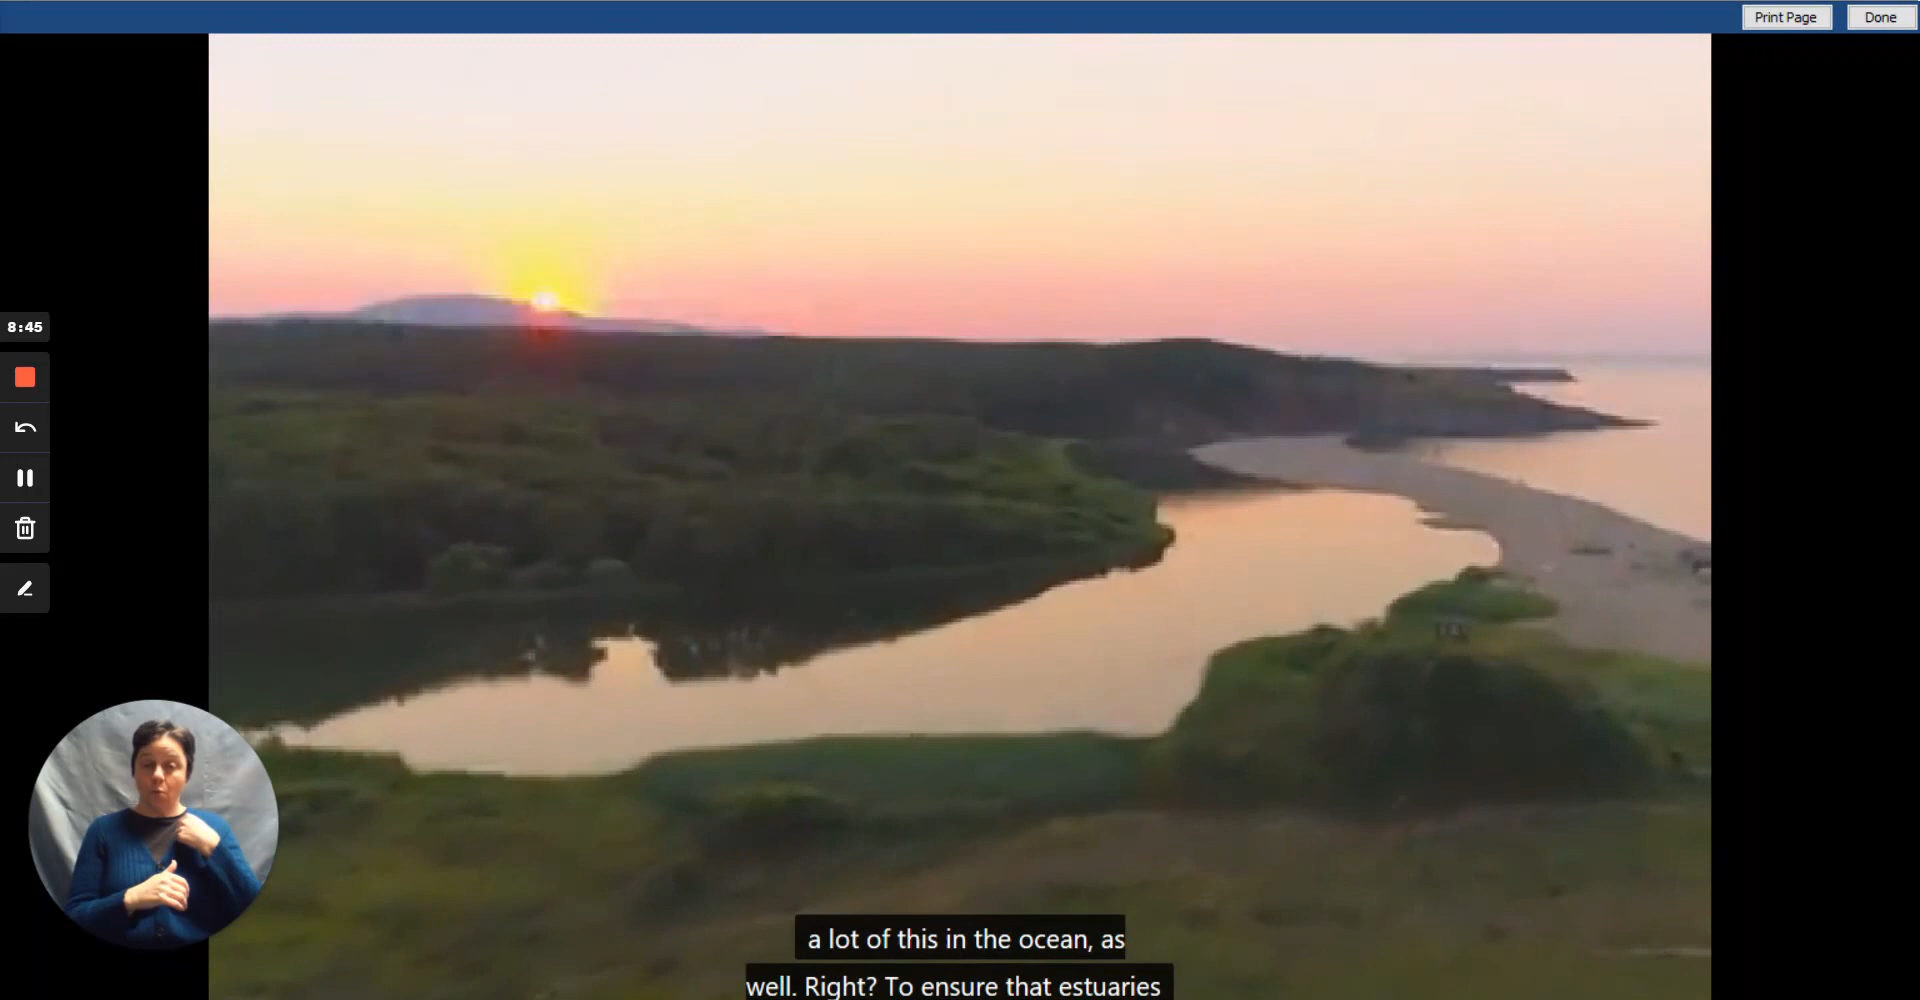 Print Page
Done
8:45
a lot of this in the ocean, as
well. Right? To ensure that estuaries